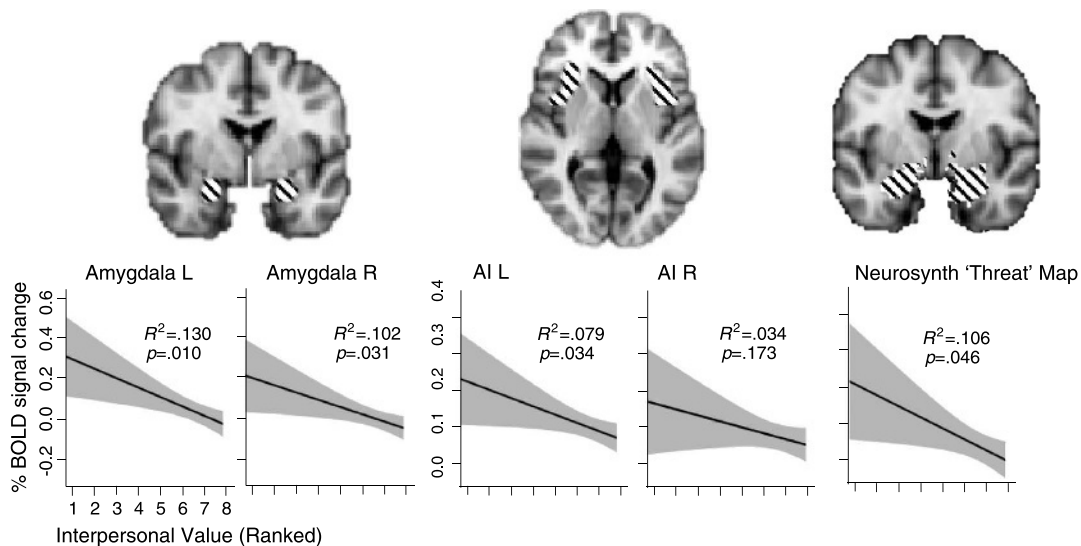 Amygdala L
Amygdala R
AI L
AI R
Neurosynth ‘Threat’ Map
% BOLD signal change
0.6
0.4
0.2
0.0
-0.2
R²=.130
p=.010
R²=.102
p=.031
0.4
0.3
0.2
0.1
0.0
R²=.079
p=.034
R²=.034
p=.173
R²=.106
p=.046
1 2 3 4 5 6 7 8
Interpersonal Value (Ranked)